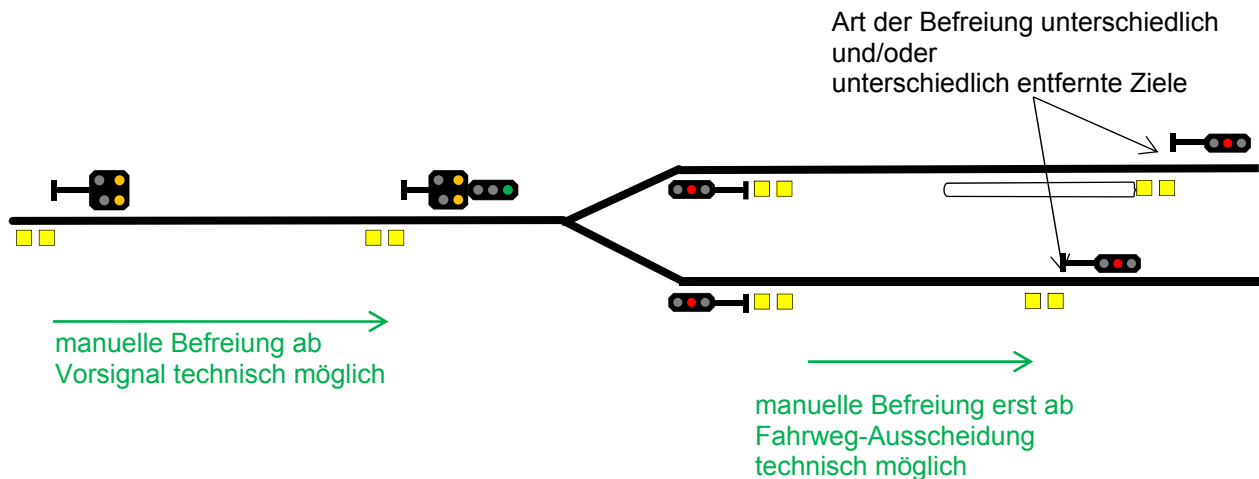 Art der Befreiung unterschiedlich
und/oder
unterschiedlich entfernte Ziele
manuelle Befreiung ab
Vorsignal technisch möglich
manuelle Befreiung erst ab
Fahrweg-Ausscheidung
technisch möglich